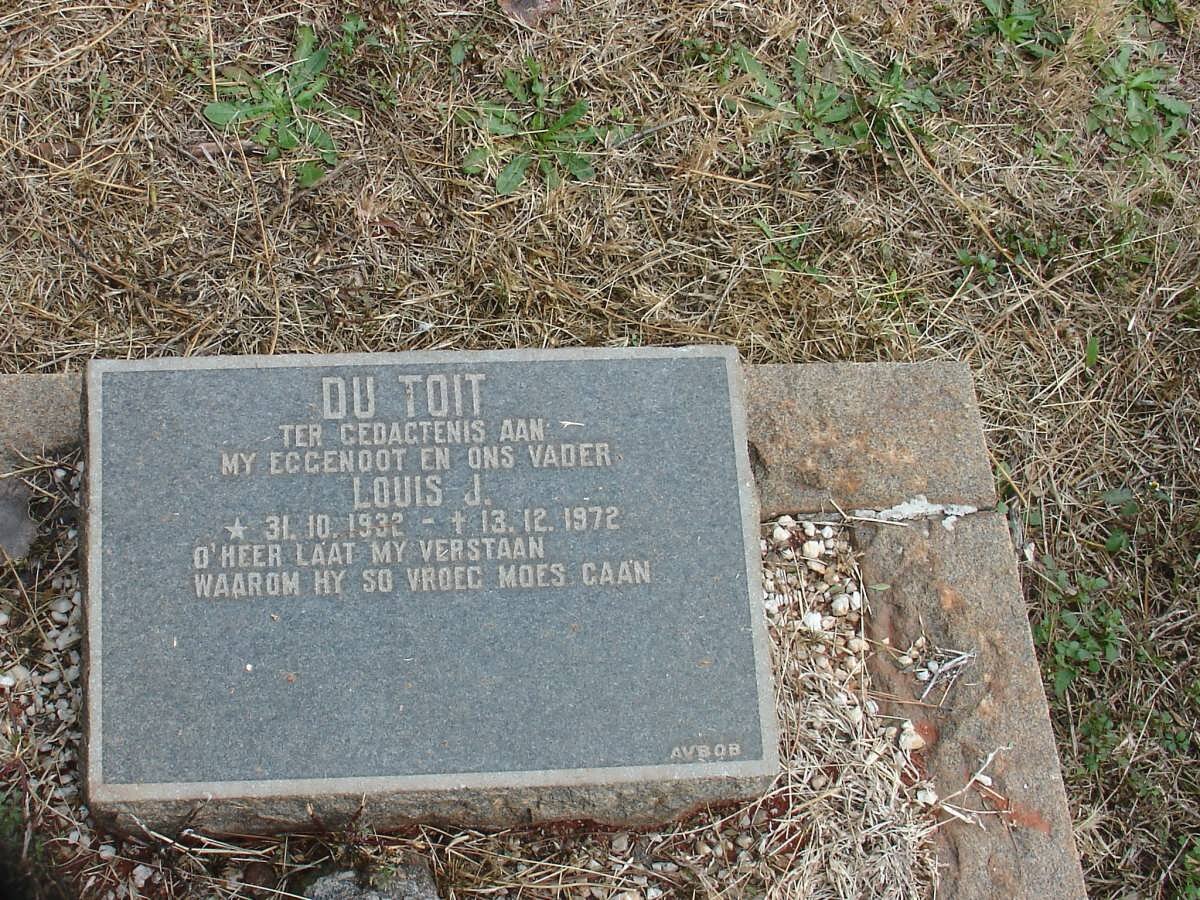 DU TOIT
TER GEDAGTENIS AAN
MY EGGENOOT EN ONS VADER
LOUIS J.
★ 31.10.1932 - ✝ 13.12.1972
O'HEER LAAT MY VERSTAAN
WAAROM HY SO VROEG MOES GAAN
AVBOB